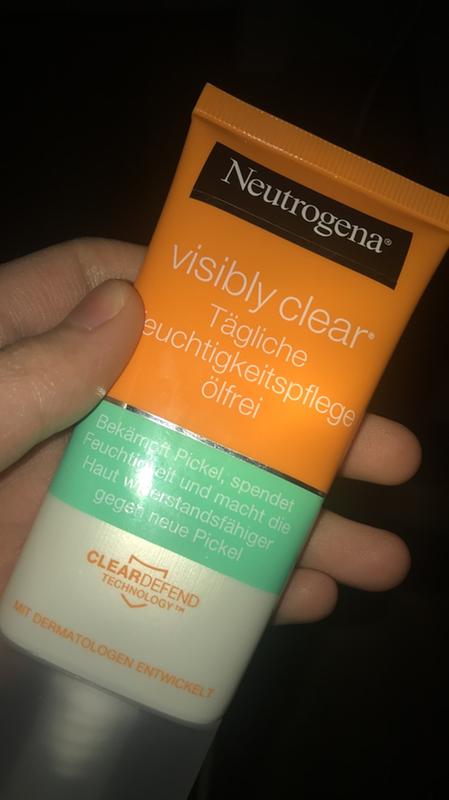 Neutrogena®
visibly clear®
Tägliche
euchtigkeitspflege
ölfrei
Bekämpft Pickel, spendet
Feuchtigkeit und macht die
Haut widerstandsfähiger
gegen neue Pickel
CLEARDEFEND
TECHNOLOGY™
MIT DERMATOLOGEN ENTWICKELT